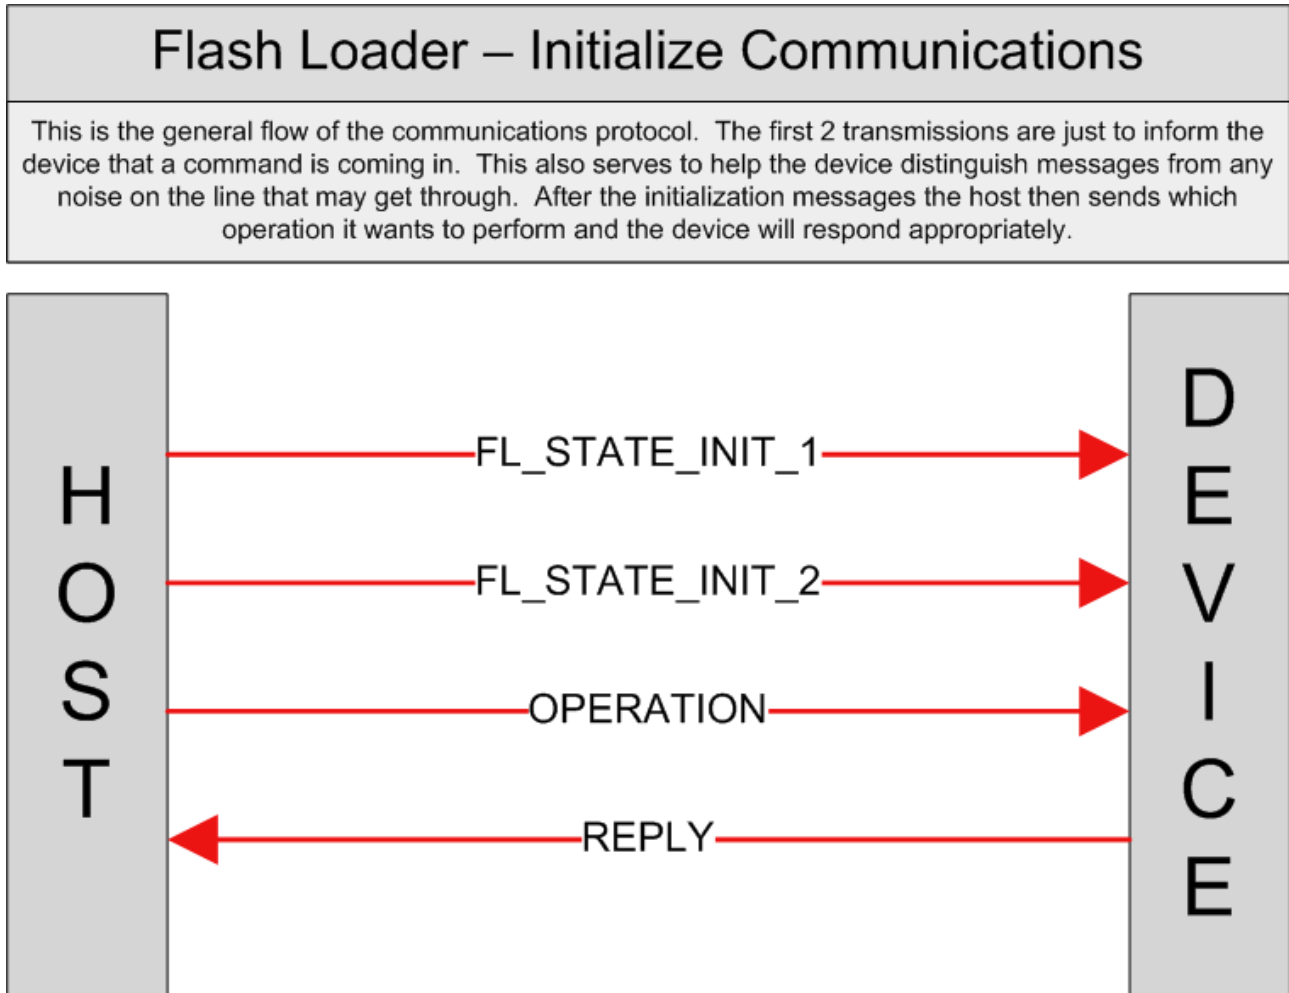 Flash Loader – Initialize Communications
This is the general flow of the communications protocol.  The first 2 transmissions are just to inform the
device that a command is coming in.  This also serves to help the device distinguish messages from any
noise on the line that may get through.  After the initialization messages the host then sends which
operation it wants to perform and the device will respond appropriately.
HOST
DEVICE
FL_STATE_INIT_1
FL_STATE_INIT_2
OPERATION
REPLY